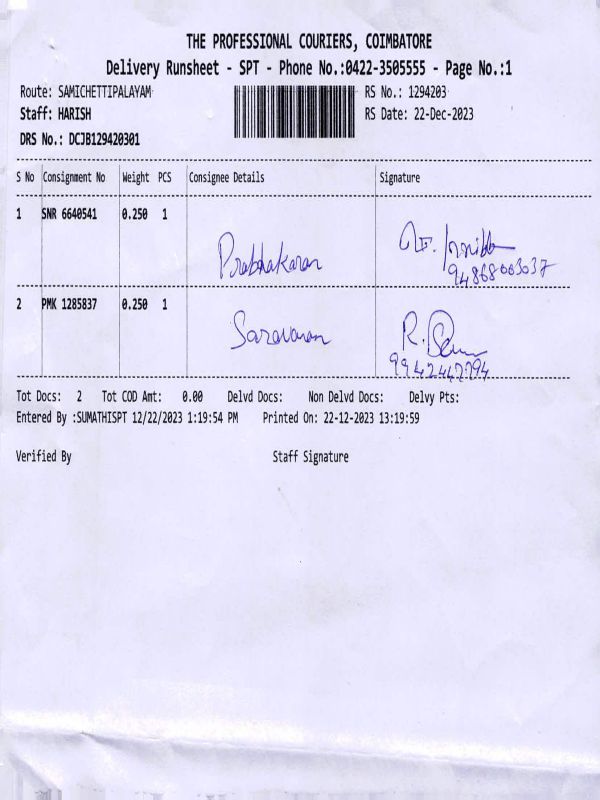 THE PROFESSIONAL COURIERS, COIMBATORE
Delivery Runsheet - SPT - Phone No.:0422-3505555 - Page No.:1
Route: SAMICHETTIPALAYAM RS No.: 1294203
Staff: HARISH RS Date: 22-Dec-2023
DRS No.: DCJB129420301
S No Consignment No Weight PCS Consignee Details Signature
1 SNR 6640541 0.250 1
Prabhakaran
9486803037
2 PMK 1285837 0.250 1
Saravanan R.
9942442294
Tot Docs: 2 Tot COD Amt: 0.00 Delvd Docs: Non Delvd Docs: Delvy Pts:
Entered By :SUMATHISPT 12/22/2023 1:19:54 PM Printed On: 22-12-2023 13:19:59
Verified By Staff Signature